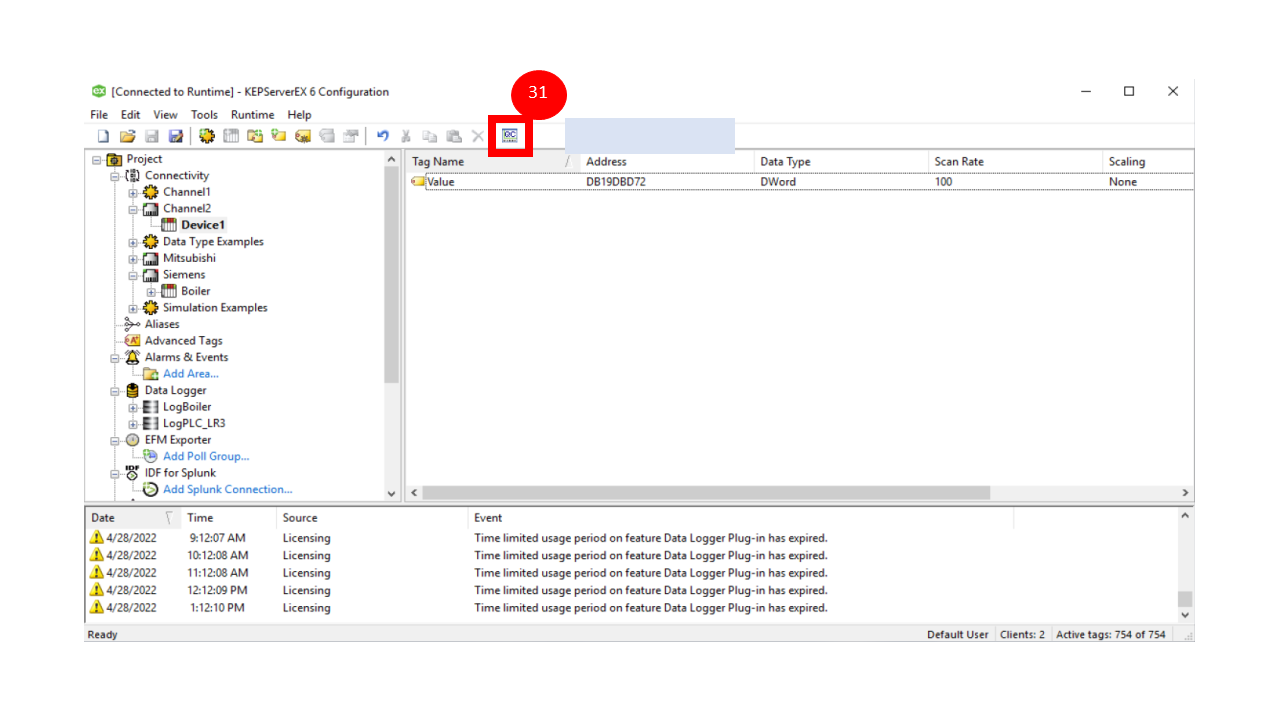 31
[Connected to Runtime] - KEPServerEX 6 Configuration
File Edit View Tools Runtime Help
Project
Connectivity
Channel1
Channel2
Device1
Data Type Examples
Mitsubishi
Siemens
Boiler
Simulation Examples
Aliases
Advanced Tags
Alarms & Events
Add Area...
Data Logger
LogBoiler
LogPLC_LR3
EFM Exporter
Add Poll Group...
IDF for Splunk
Add Splunk Connection...
Tag Name Address Data Type Scan Rate Scaling
Value DB19DBD72 DWord 100 None
Date Time Source Event
4/28/2022 9:12:07 AM Licensing Time limited usage period on feature Data Logger Plug-in has expired.
4/28/2022 10:12:08 AM Licensing Time limited usage period on feature Data Logger Plug-in has expired.
4/28/2022 11:12:08 AM Licensing Time limited usage period on feature Data Logger Plug-in has expired.
4/28/2022 12:12:09 PM Licensing Time limited usage period on feature Data Logger Plug-in has expired.
4/28/2022 1:12:10 PM Licensing Time limited usage period on feature Data Logger Plug-in has expired.
Ready Default User Clients: 2 Active tags: 754 of 754